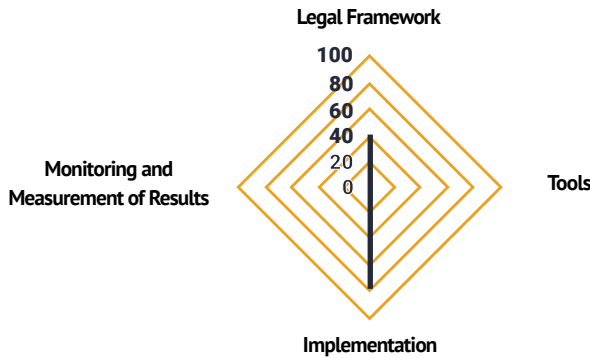 Legal Framework
100
80
60
40
20
0
Monitoring and
Measurement of Results
Tools
Implementation